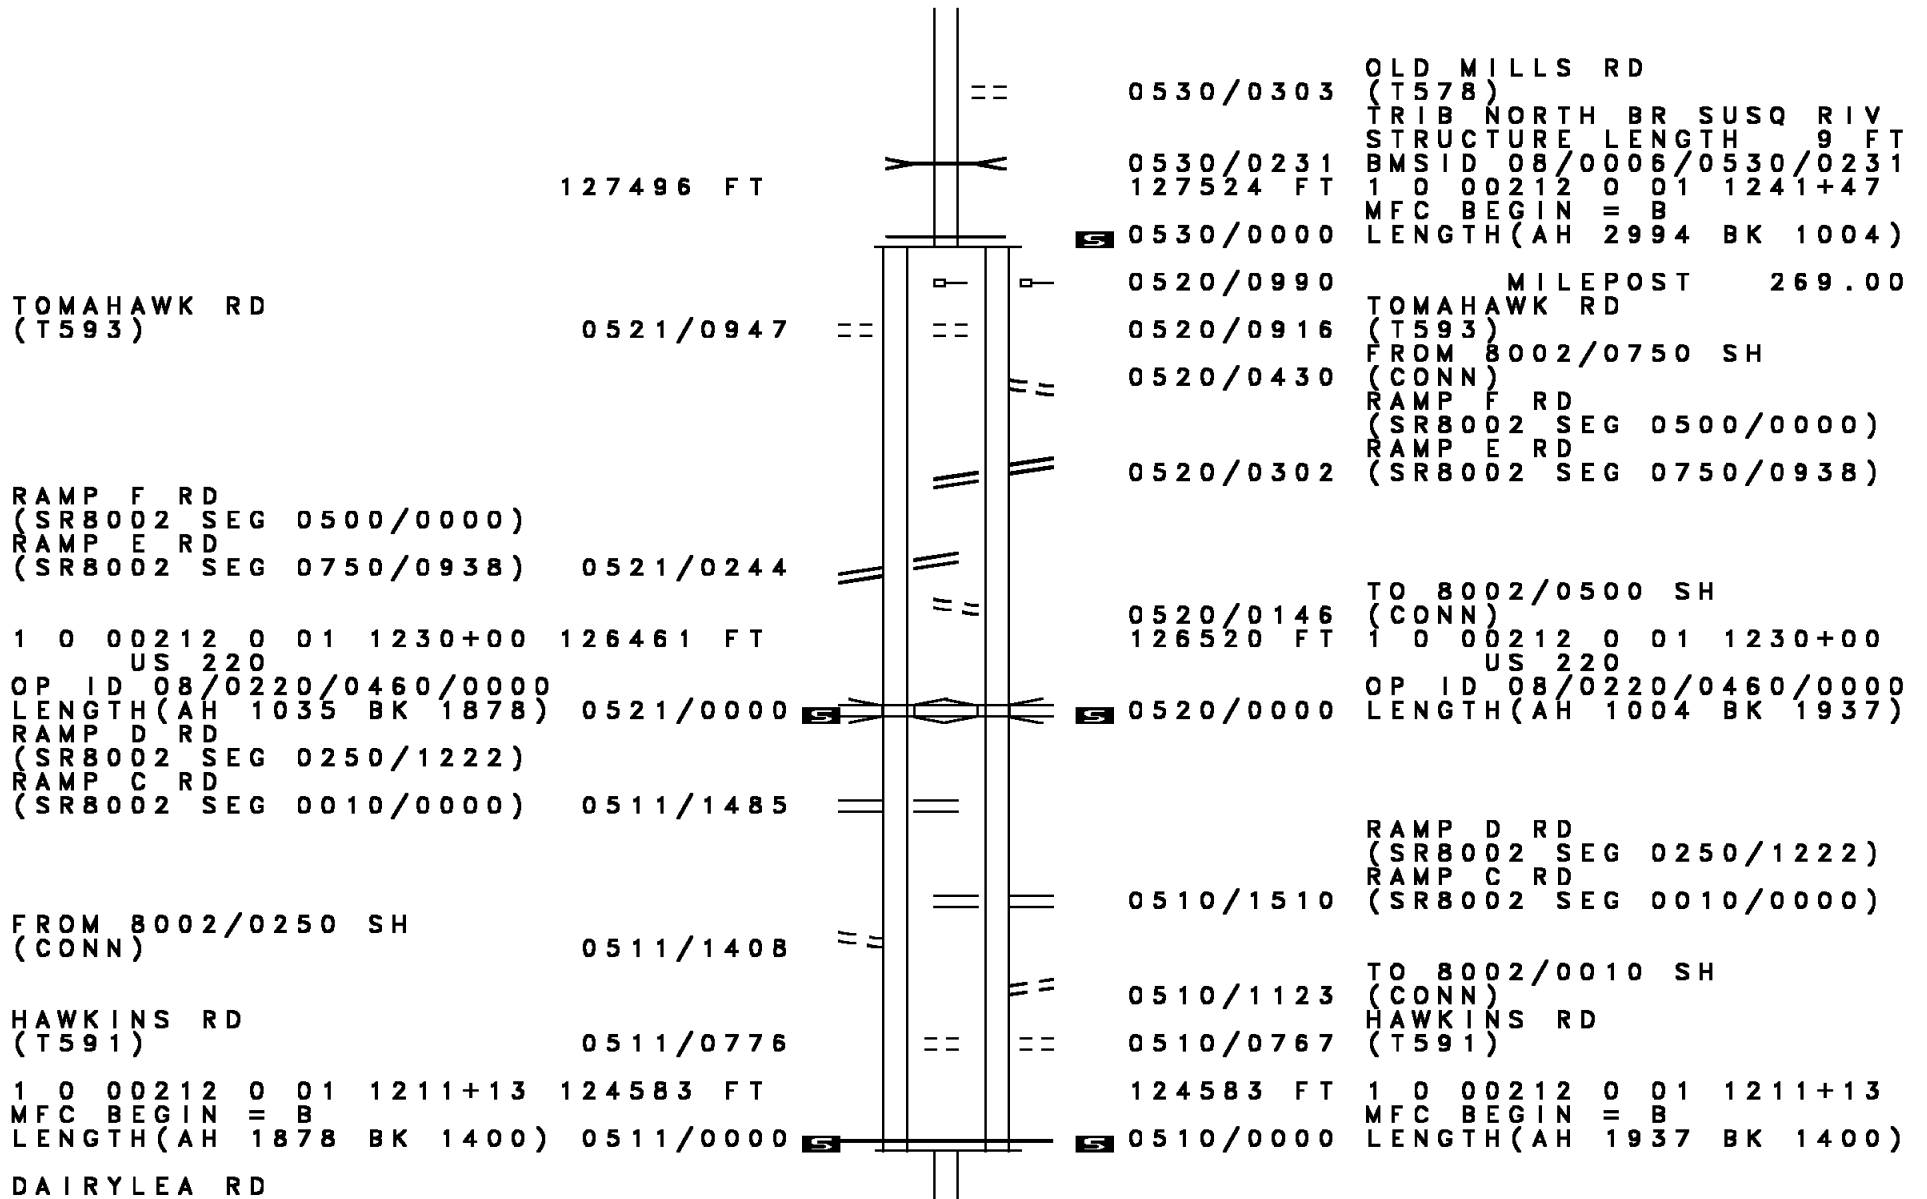 OLD MILLS RD
0530/0303 (T578)
TRIB NORTH BR SUSQ RIV
STRUCTURE LENGTH 9 FT
0530/0231 BMSID 08/0006/0530/0231
127496 FT 127524 FT 1 0 00212 0 01 1241+47
MFC BEGIN = B
S 0530/0000 LENGTH(AH 2994 BK 1004)
0520/0990 MILEPOST 269.00
TOMAHAWK RD TOMAHAWK RD
(T593) 0521/0947 0520/0916 (T593)
FROM 8002/0750 SH
0520/0430 (CONN)
RAMP F RD
(SR8002 SEG 0500/0000)
RAMP E RD
0520/0302 (SR8002 SEG 0750/0938)
RAMP F RD
(SR8002 SEG 0500/0000)
RAMP E RD
(SR8002 SEG 0750/0938) 0521/0244
TO 8002/0500 SH
0520/0146 (CONN)
1 0 00212 0 01 1230+00 126461 FT 126520 FT 1 0 00212 0 01 1230+00
US 220 US 220
OP ID 08/0220/0460/0000 OP ID 08/0220/0460/0000
LENGTH(AH 1035 BK 1878) 0521/0000 S S 0520/0000 LENGTH(AH 1004 BK 1937)
RAMP D RD
(SR8002 SEG 0250/1222)
RAMP C RD
(SR8002 SEG 0010/0000) 0511/1485
RAMP D RD
(SR8002 SEG 0250/1222)
RAMP C RD
0510/1510 (SR8002 SEG 0010/0000)
FROM 8002/0250 SH
(CONN) 0511/1408
TO 8002/0010 SH
0510/1123 (CONN)
HAWKINS RD HAWKINS RD
(T591) 0511/0776 0510/0767 (T591)
1 0 00212 0 01 1211+13 124583 FT 124583 FT 1 0 00212 0 01 1211+13
MFC BEGIN = B MFC BEGIN = B
LENGTH(AH 1878 BK 1400) 0511/0000 S S 0510/0000 LENGTH(AH 1937 BK 1400)
DAIRYLEA RD